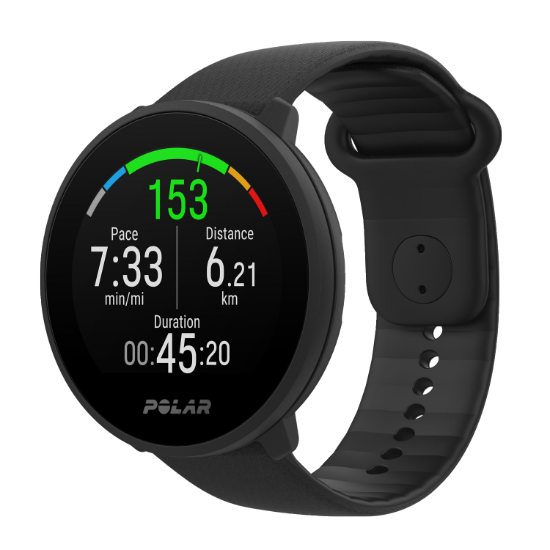 153
Pace Distance
7:33 6.21
min/mi km
Duration
00:45:20
POLAR